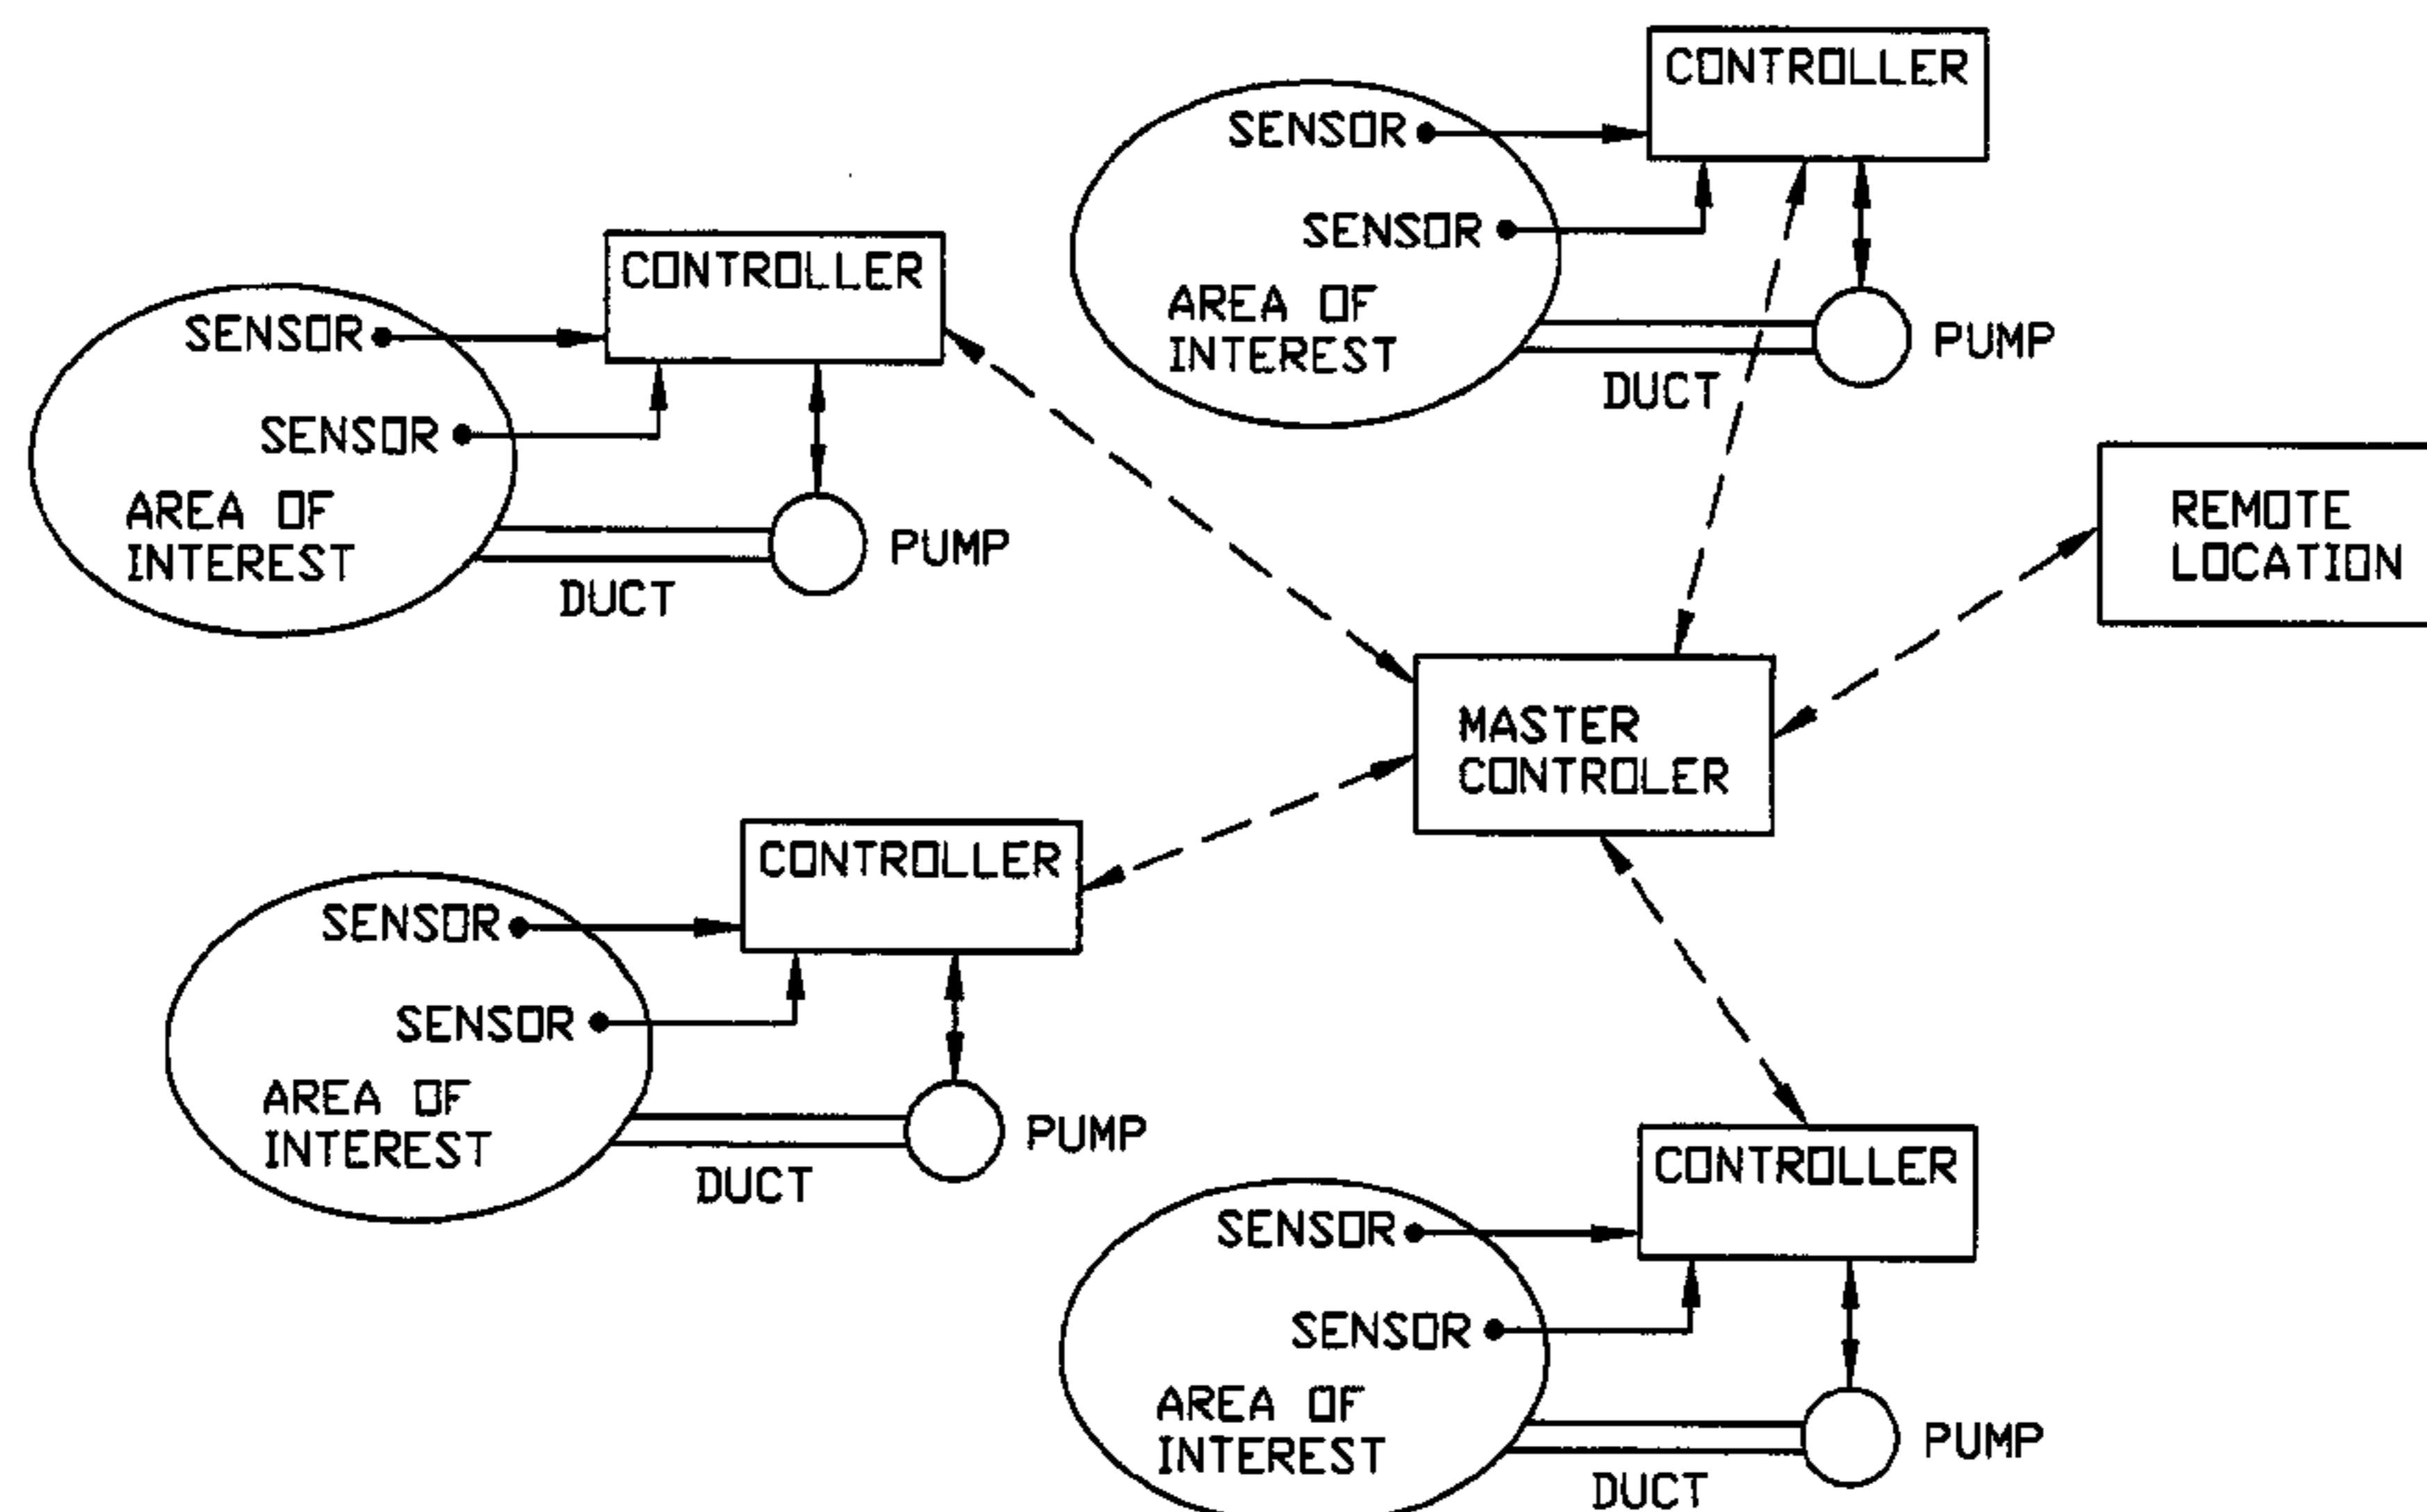 CONTROLLER
SENSOR
SENSOR
AREA OF
INTEREST
PUMP
DUCT
CONTROLLER
SENSOR
SENSOR
AREA OF
INTEREST
PUMP
DUCT
REMOTE
LOCATION
MASTER
CONTROLER
CONTROLLER
SENSOR
SENSOR
AREA OF
INTEREST
PUMP
DUCT
CONTROLLER
SENSOR
SENSOR
AREA OF
INTEREST
PUMP
DUCT